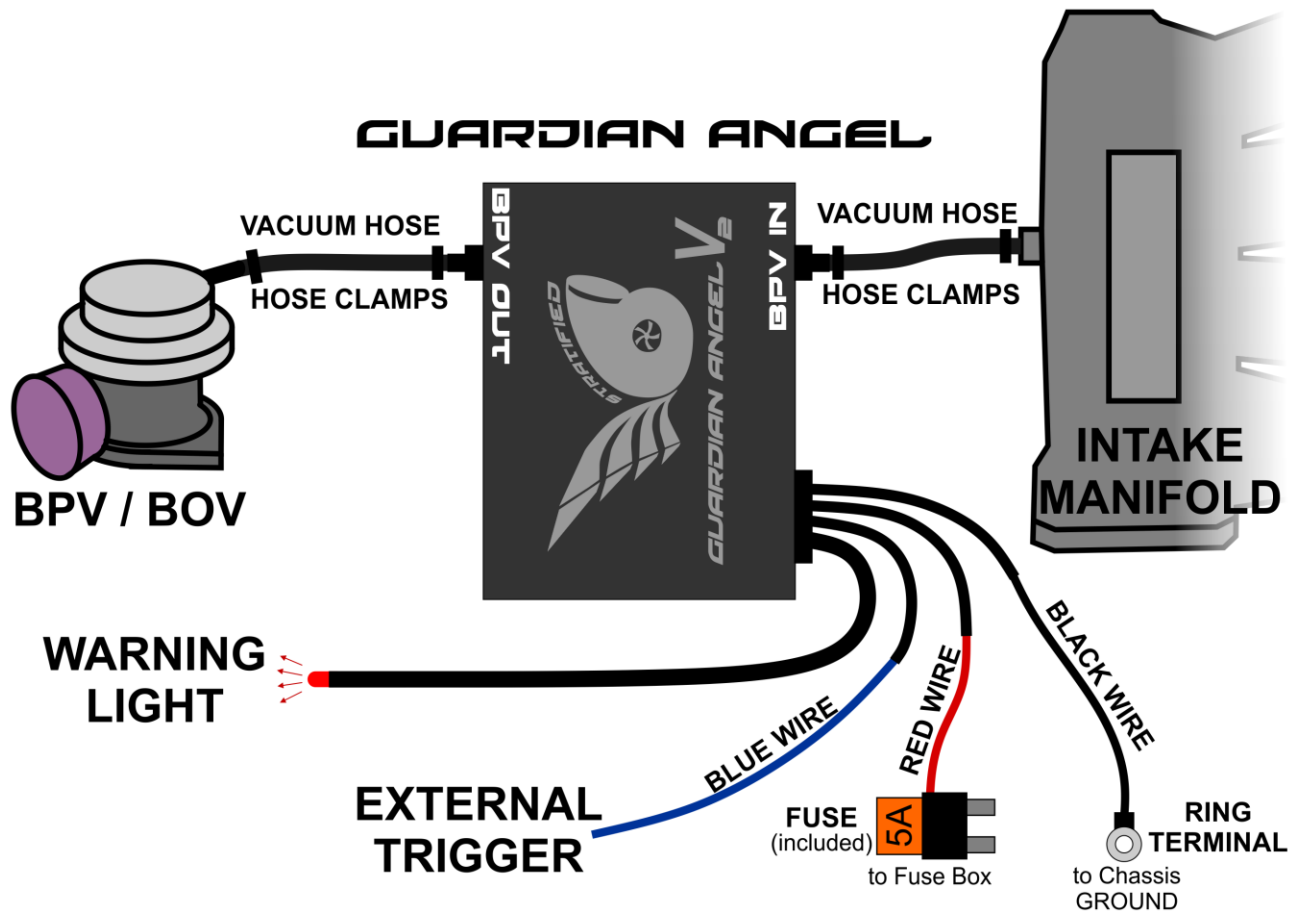 GUARDIAN ANGEL
VACUUM HOSE
HOSE CLAMPS
BPV OUT
STRATIFIED
GUARDIAN ANGEL V2
BPV IN
VACUUM HOSE
HOSE CLAMPS
BPV / BOV
INTAKE
MANIFOLD
WARNING
LIGHT
BLUE WIRE
RED WIRE
BLACK WIRE
EXTERNAL
TRIGGER
FUSE
(included)
5A
to Fuse Box
RING
TERMINAL
to Chassis
GROUND